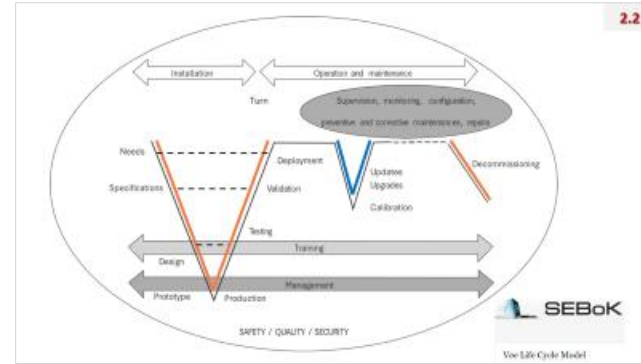 2.2
Installation
Operation and maintenance
Turn
Supervision, monitoring, configuration,
preventive and corrective maintenances, repairs
Needs
Deployment
Decommissioning
Updates
Specifications
Validation
Upgrades
Calibration
Testing
Training
Design
Management
Prototype
Production
SEBoK
SAFETY / QUALITY / SECURITY
Vee Life Cycle Model